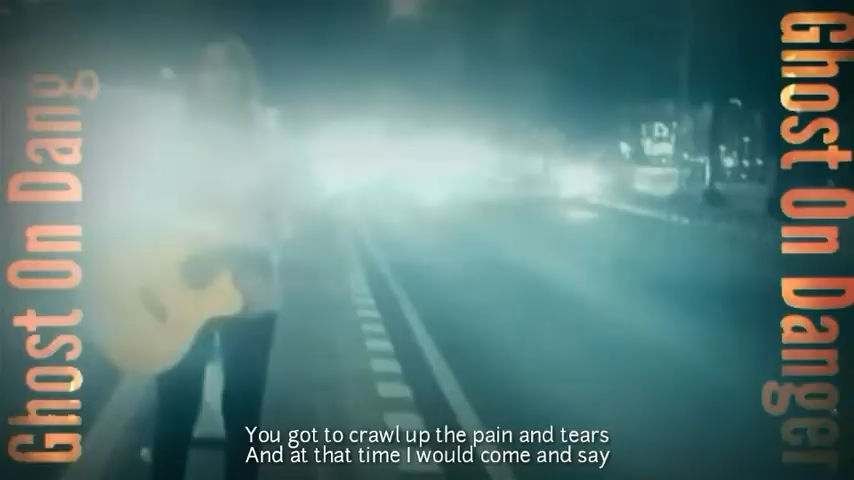 Ghost On Dang
Ghost On Danger
You got to crawl up the pain and tears
And at that time I would come and say